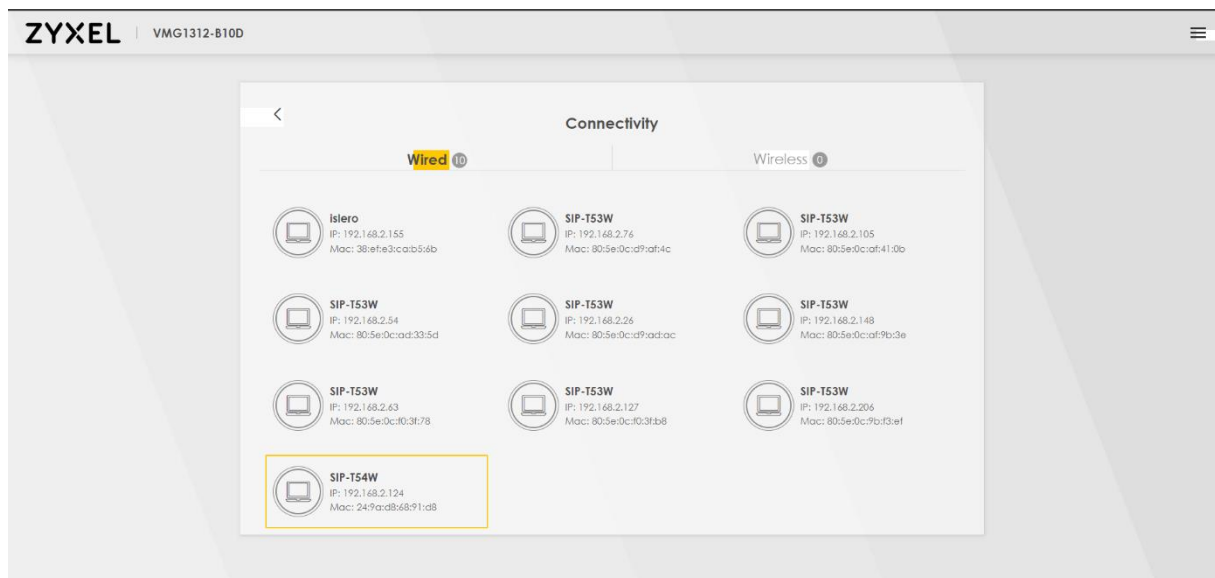 ZYXEL VMG1312-B10D
Connectivity
Wired 10 Wireless 0
islero
IP: 192.168.2.155
Mac: 38:ef:e3:ca:b5:6b
SIP-T53W
IP: 192.168.2.76
Mac: 80:5e:0c:d9:af:4c
SIP-T53W
IP: 192.168.2.105
Mac: 80:5e:0c:af:41:0b
SIP-T53W
IP: 192.168.2.54
Mac: 80:5e:0c:ad:33:5d
SIP-T53W
IP: 192.168.2.26
Mac: 80:5e:0c:d9:ad:ac
SIP-T53W
IP: 192.168.2.148
Mac: 80:5e:0c:af:9b:3e
SIP-T53W
IP: 192.168.2.63
Mac: 80:5e:0c:f0:3f:78
SIP-T53W
IP: 192.168.2.127
Mac: 80:5e:0c:f0:3f:b8
SIP-T53W
IP: 192.168.2.206
Mac: 80:5e:0c:9b:f3:ef
SIP-T54W
IP: 192.168.2.124
Mac: 24:9a:d8:68:91:d8